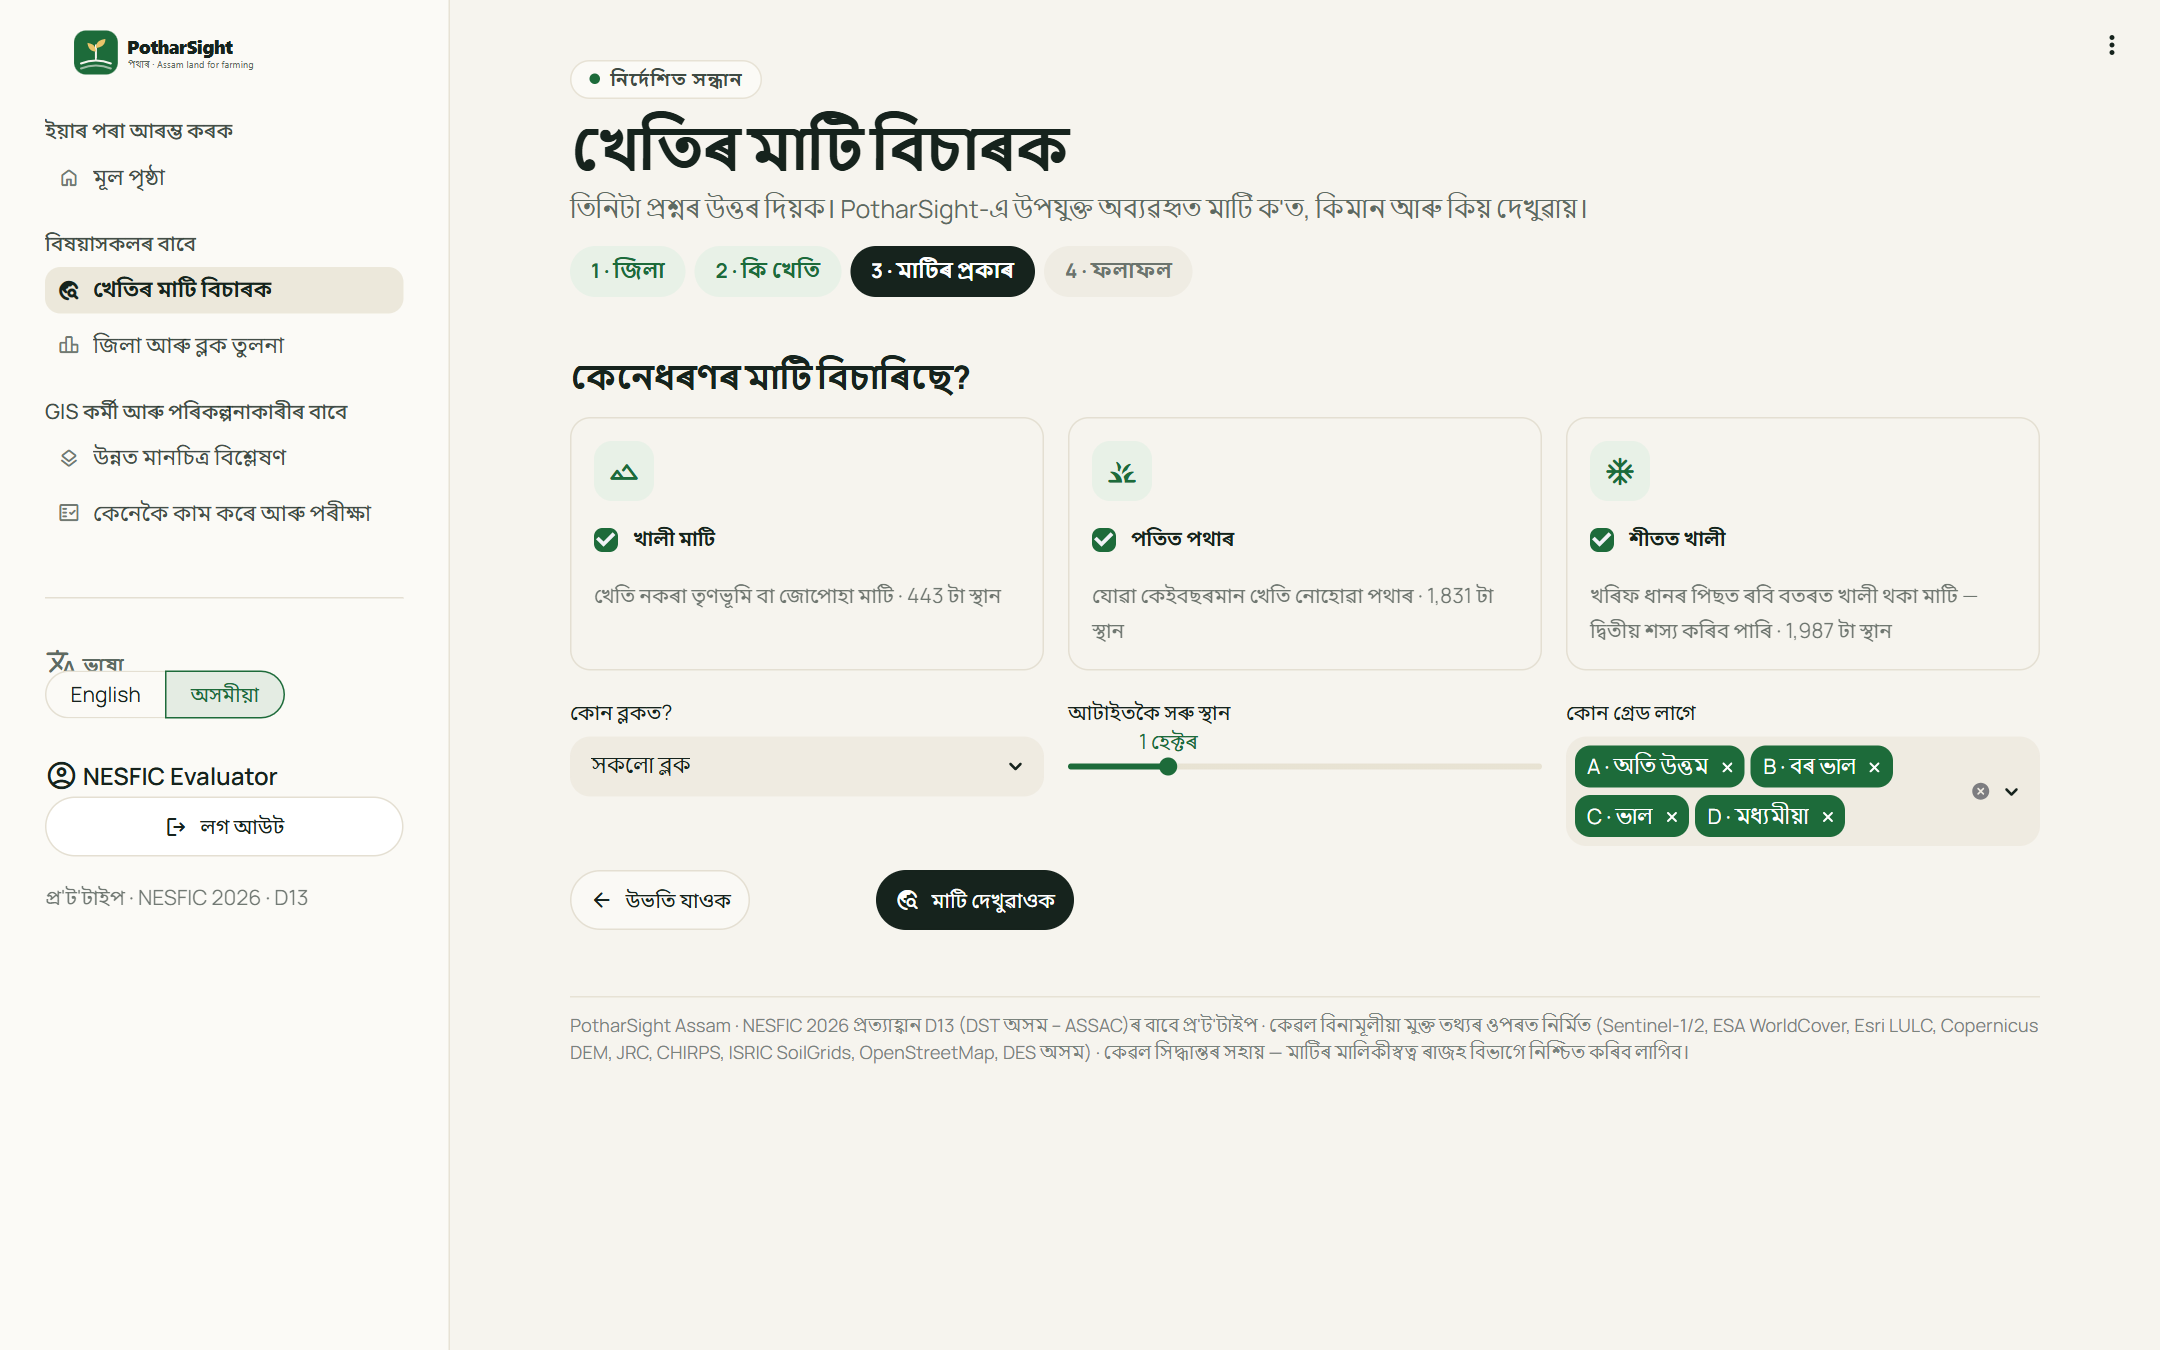 PotharSight
পথাৰ · Assam land for farming
ইয়াৰ পৰা আৰম্ভ কৰক
মূল পৃষ্ঠা
বিষয়াসকলৰ বাবে
খেতিৰ মাটি বিচাৰক
জিলা আৰু ব্লক তুলনা
GIS কৰ্মী আৰু পৰিকল্পনাকাৰীৰ বাবে
উন্নত মানচিত্ৰ বিশ্লেষণ
কেনেকৈ কাম কৰে আৰু পৰীক্ষা
ভাষা
English
অসমীয়া
NESFIC Evaluator
লগ আউট
প্ৰ'ট'টাইপ · NESFIC 2026 · D13
নিৰ্দেশিত সন্ধান
খেতিৰ মাটি বিচাৰক
তিনিটা প্ৰশ্নৰ উত্তৰ দিয়ক। PotharSight-এ উপযুক্ত অব্যৱহৃত মাটি ক'ত, কিমান আৰু কিয় দেখুৱায়।
1 · জিলা
2 · কি খেতি
3 · মাটিৰ প্ৰকাৰ
4 · ফলাফল
কেনেধৰণৰ মাটি বিচাৰিছে?
খালী মাটি
খেতি নকৰা তৃণভূমি বা জোপোহা মাটি · 443 টা স্থান
পতিত পথাৰ
যোৱা কেইবছৰমান খেতি নোহোৱা পথাৰ · 1,831 টা
স্থান
শীতত খালী
খৰিফ ধানৰ পিছত ৰবি বতৰত খালী থকা মাটি —
দ্বিতীয় শস্য কৰিব পাৰি · 1,987 টা স্থান
কোন ব্লকত?
সকলো ব্লক
আটাইতকৈ সৰু স্থান
1 হেক্টৰ
কোন গ্ৰেড লাগে
A · অতি উত্তম ×
B · বৰ ভাল ×
C · ভাল ×
D · মধ্যমীয়া ×
উভতি যাওক
মাটি দেখুৱাওক
PotharSight Assam · NESFIC 2026 প্ৰত্যাহ্বান D13 (DST অসম – ASSAC)ৰ বাবে প্ৰ'ট'টাইপ · কেৱল বিনামূলীয়া মুক্ত তথ্যৰ ওপৰত নিৰ্মিত (Sentinel-1/2, ESA WorldCover, Esri LULC, Copernicus
DEM, JRC, CHIRPS, ISRIC SoilGrids, OpenStreetMap, DES অসম) · কেৱল সিদ্ধান্তৰ সহায় — মাটিৰ মালিকীস্বত্ব ৰাজহ বিভাগে নিশ্চিত কৰিব লাগিব।